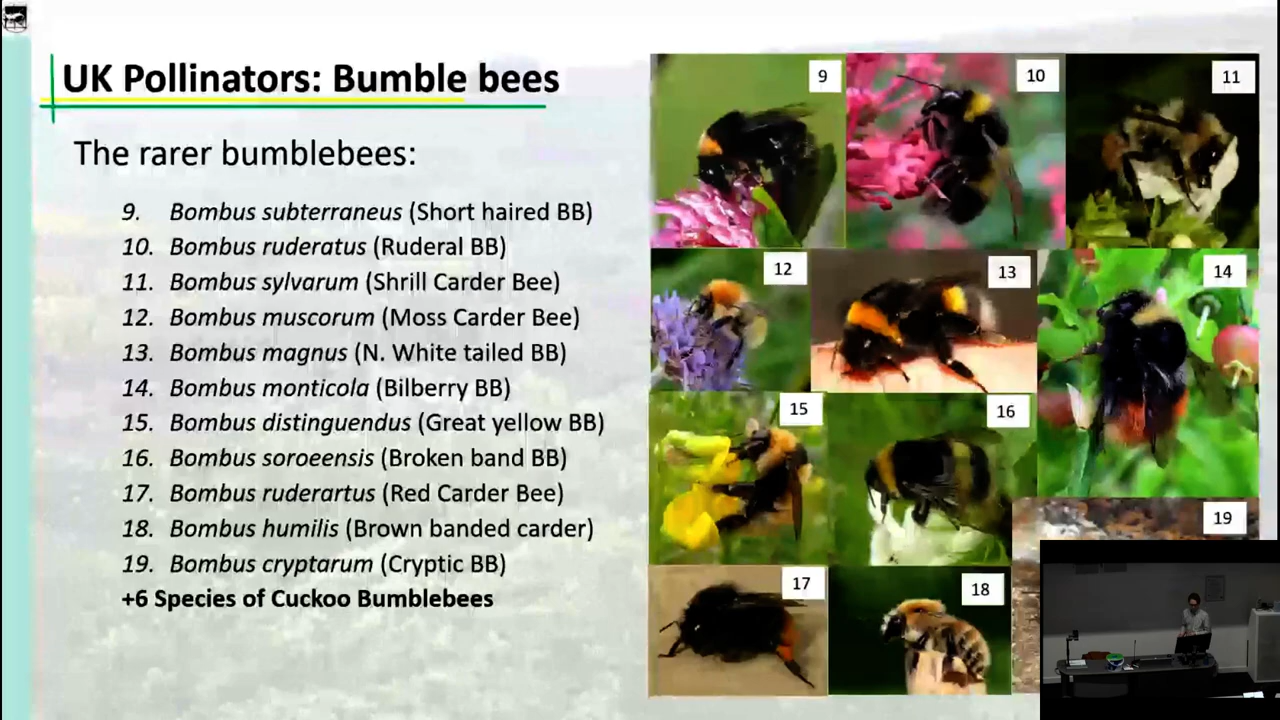 UK Pollinators: Bumble bees
The rarer bumblebees:
9. Bombus subterraneus (Short haired BB)
10. Bombus ruderatus (Ruderal BB)
11. Bombus sylvarum (Shrill Carder Bee)
12. Bombus muscorum (Moss Carder Bee)
13. Bombus magnus (N. White tailed BB)
14. Bombus monticola (Bilberry BB)
15. Bombus distinguendus (Great yellow BB)
16. Bombus soroeensis (Broken band BB)
17. Bombus ruderartus (Red Carder Bee)
18. Bombus humilis (Brown banded carder)
19. Bombus cryptarum (Cryptic BB)
+6 Species of Cuckoo Bumblebees
9
10
11
12
13
14
15
16
19
17
18